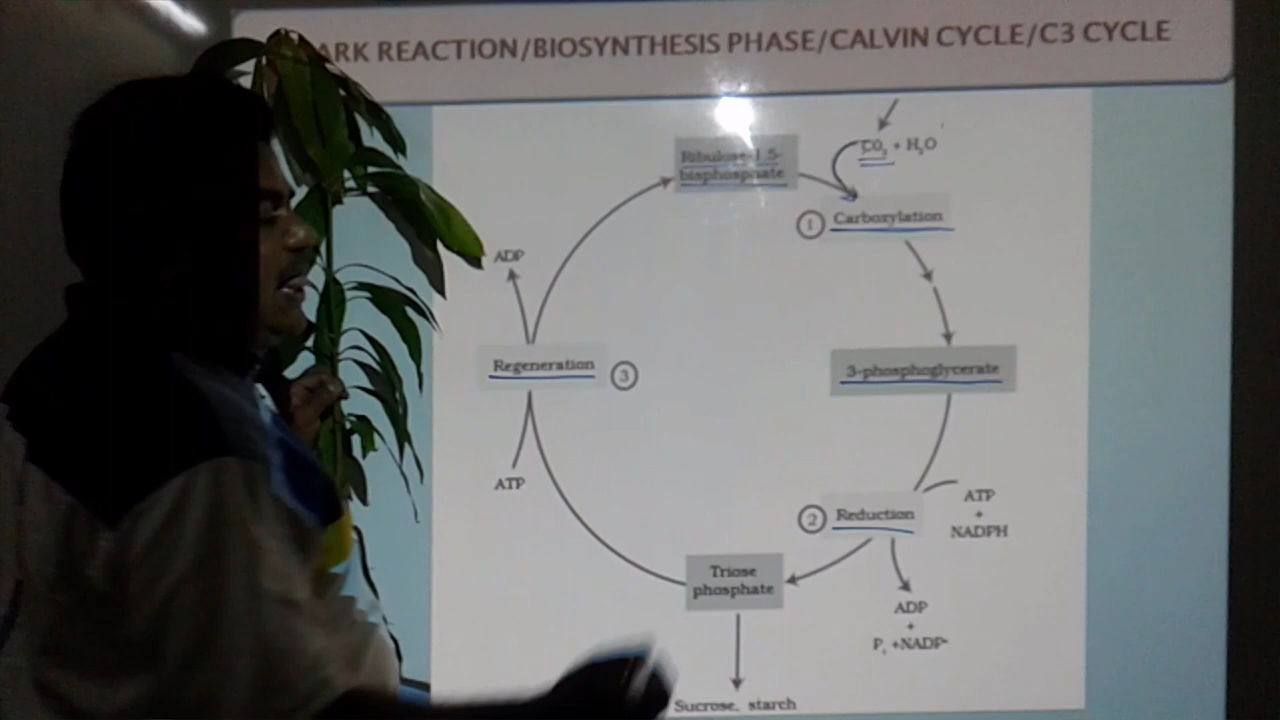 ARK REACTION/BIOSYNTHESIS PHASE/CALVIN CYCLE/C3 CYCLE
Ribulose-1,5-
bisphosphate
CO₂ + H₂O
1 Carboxylation
ADP
Regeneration 3
3-phosphoglycerate
ATP
ATP
+
NADPH
2 Reduction
Triose
phosphate
ADP
+
Pᵢ +NADP⁺
Sucrose, starch